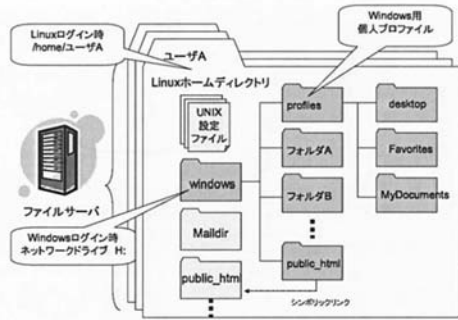 Linuxログイン時
/home/ユーザA
Windows用
個人プロファイル
ユーザA
Linuxホームディレクトリ
UNIX
設定
ファイル
profiles
desktop
フォルダA
Favorites
windows
フォルダB
MyDocuments
ファイルサーバ
Windowsログイン時
ネットワークドライブ H:
Maildir
public_html
public_html
シンボリックリンク